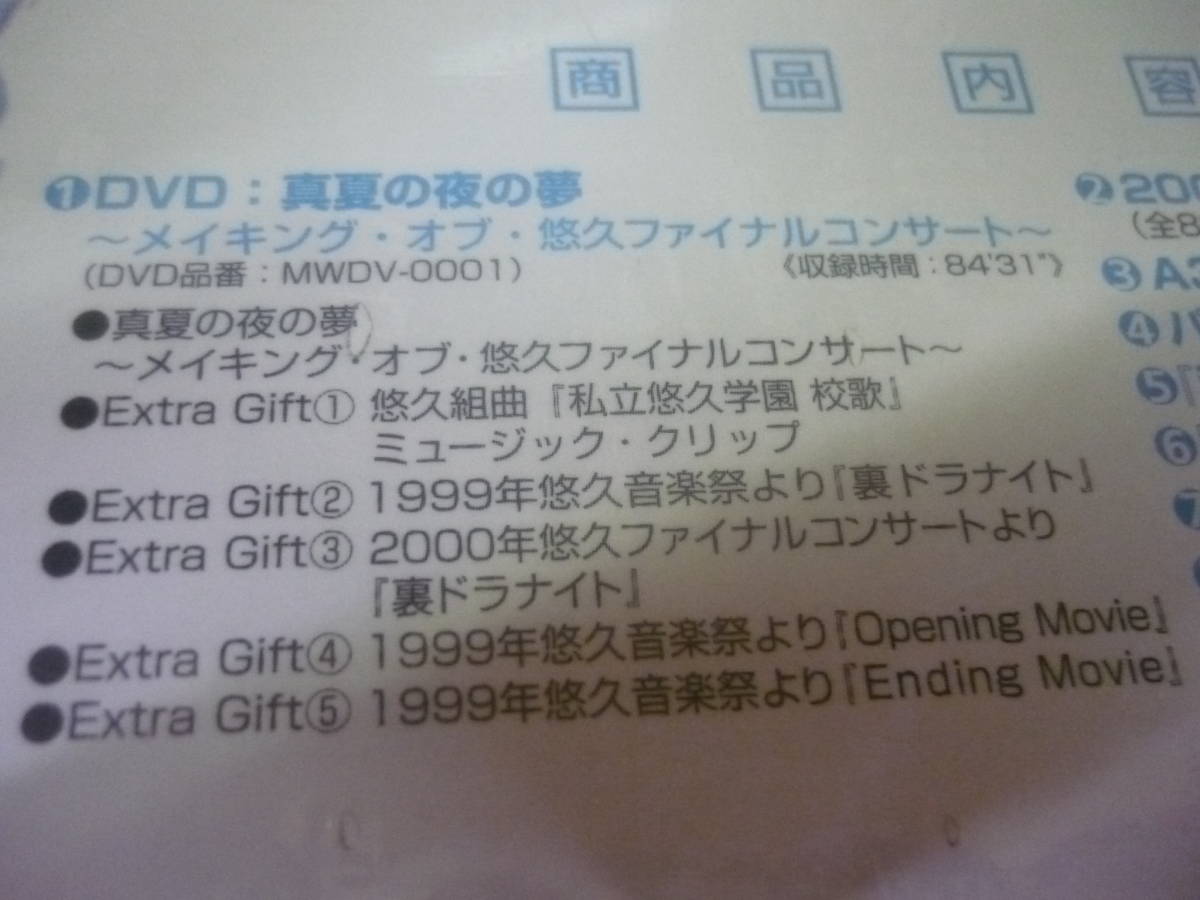 商品内容
❶DVD：真夏の夜の夢
～メイキング・オブ・悠久ファイナルコンサート～
（DVD品番：MWDV-0001）
《収録時間：84'31"》
●真夏の夜の夢
～メイキング・オブ・悠久ファイナルコンサート～
●Extra Gift① 悠久組曲『私立悠久学園 校歌』
ミュージック・クリップ
●Extra Gift② 1999年悠久音楽祭より『裏ドラナイト』
●Extra Gift③ 2000年悠久ファイナルコンサートより
『裏ドラナイト』
●Extra Gift④ 1999年悠久音楽祭より『Opening Movie』
●Extra Gift⑤ 1999年悠久音楽祭より『Ending Movie』
❷200
（全8
❸A3
❹
❺
❻
❼